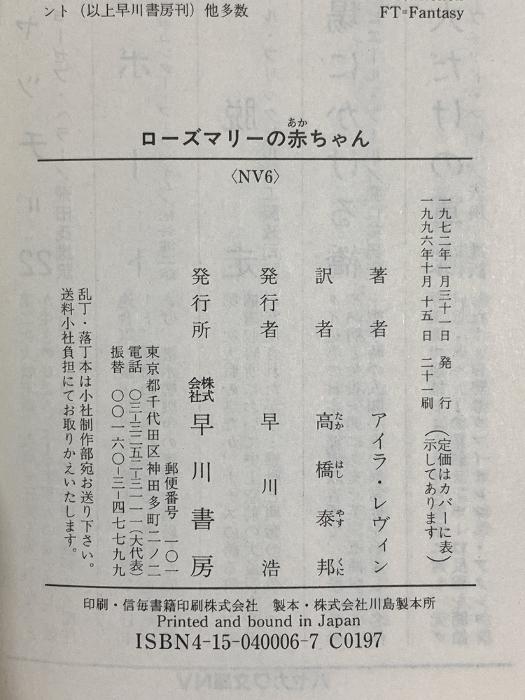 ント（以上早川書房刊）他多数
FT=Fantasy
ローズマリーの赤ちゃん
あか
〈NV6〉
一九七二年一月三十一日　発　行
一九九六年十月　十五　日　二十一刷
（定価はカバーに表
示してあります）
著　者　アイラ・レヴィン
訳　者　高橋泰邦
たか　はし　やす　くに
発行者　早川　浩
発行所　株式会社　早川書房
郵便番号　一〇一
東京都千代田区神田多町二ノ二
電話　〇三-三二五二-三一一一（大代表）
振替　〇〇一六〇-三-四七七九九
乱丁・落丁本は小社制作部宛お送り下さい。
送料小社負担にてお取りかえいたします。
印刷・信毎書籍印刷株式会社　製本・株式会社川島製本所
Printed and bound in Japan
ISBN4-15-040006-7 C0197